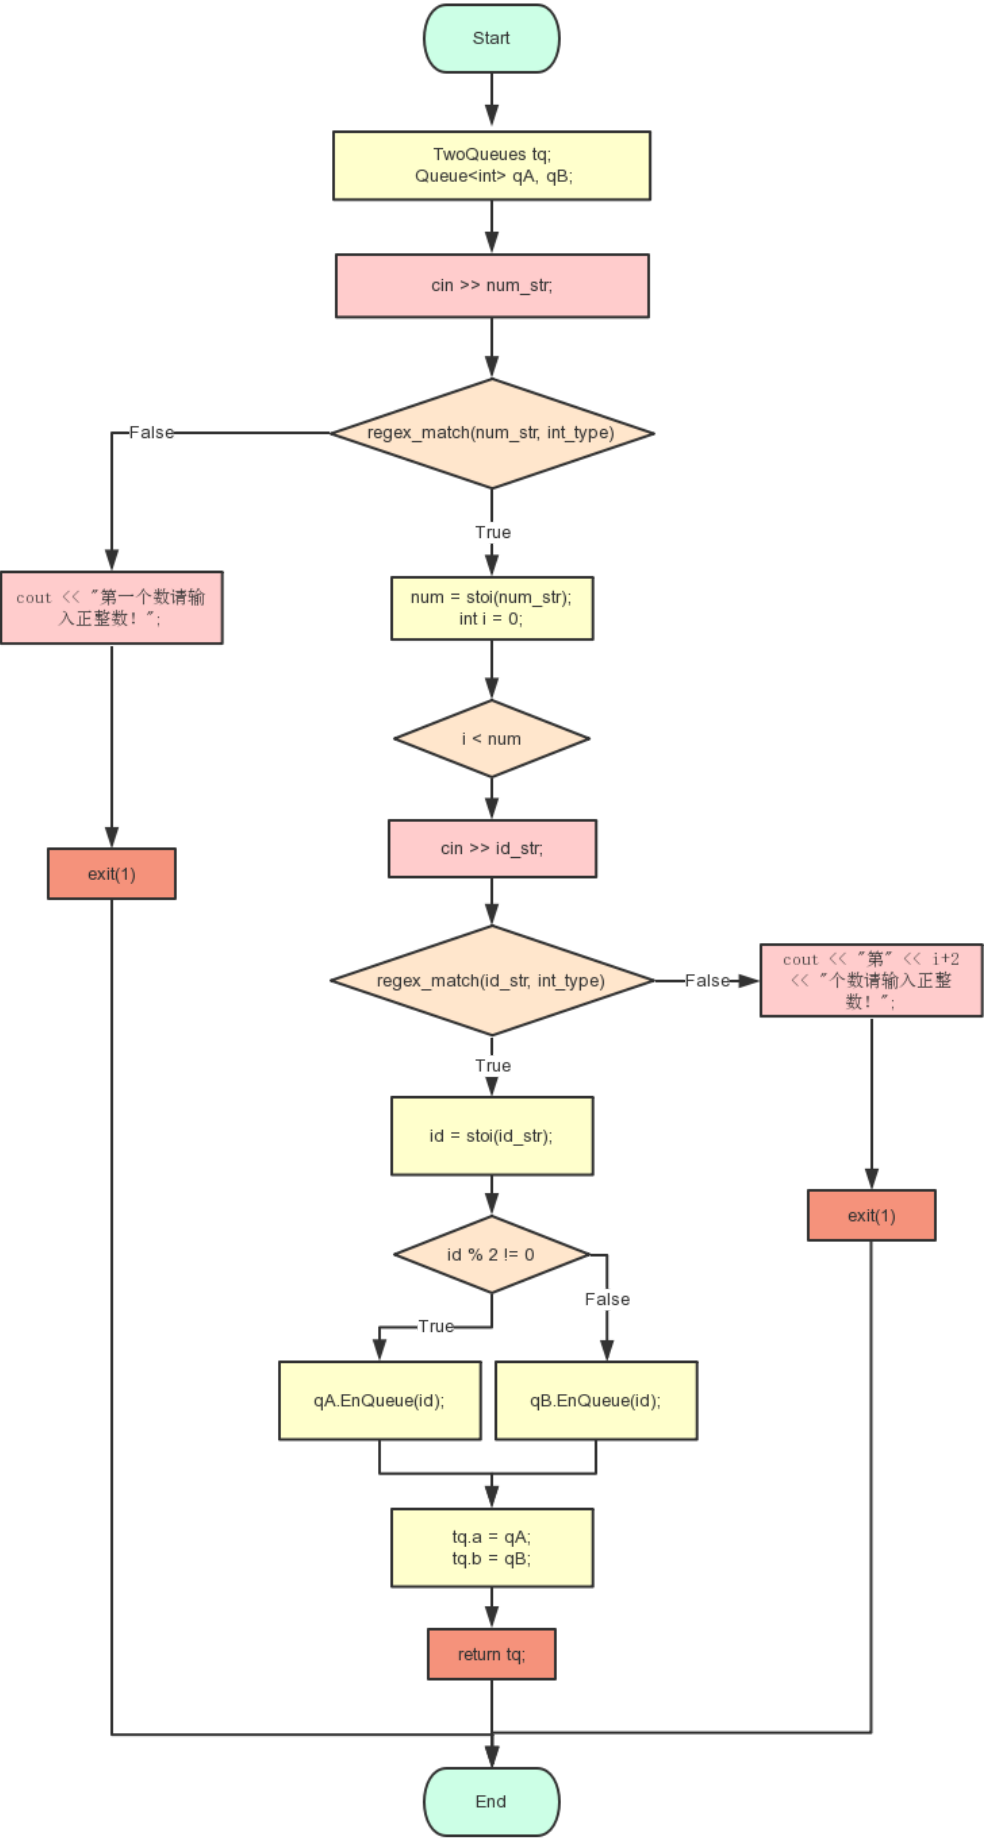 Start
TwoQueues tq;
Queue<int> qA, qB;
cin >> num_str;
regex_match(num_str, int_type)
False
True
cout << "第一个数请输
入正整数！";
num = stoi(num_str);
int i = 0;
i < num
cin >> id_str;
exit(1)
regex_match(id_str, int_type)
False
cout << "第" << i+2
<< "个数请输入正整
数！";
True
id = stoi(id_str);
exit(1)
id % 2 != 0
False
True
qA.EnQueue(id);
qB.EnQueue(id);
tq.a = qA;
tq.b = qB;
return tq;
End